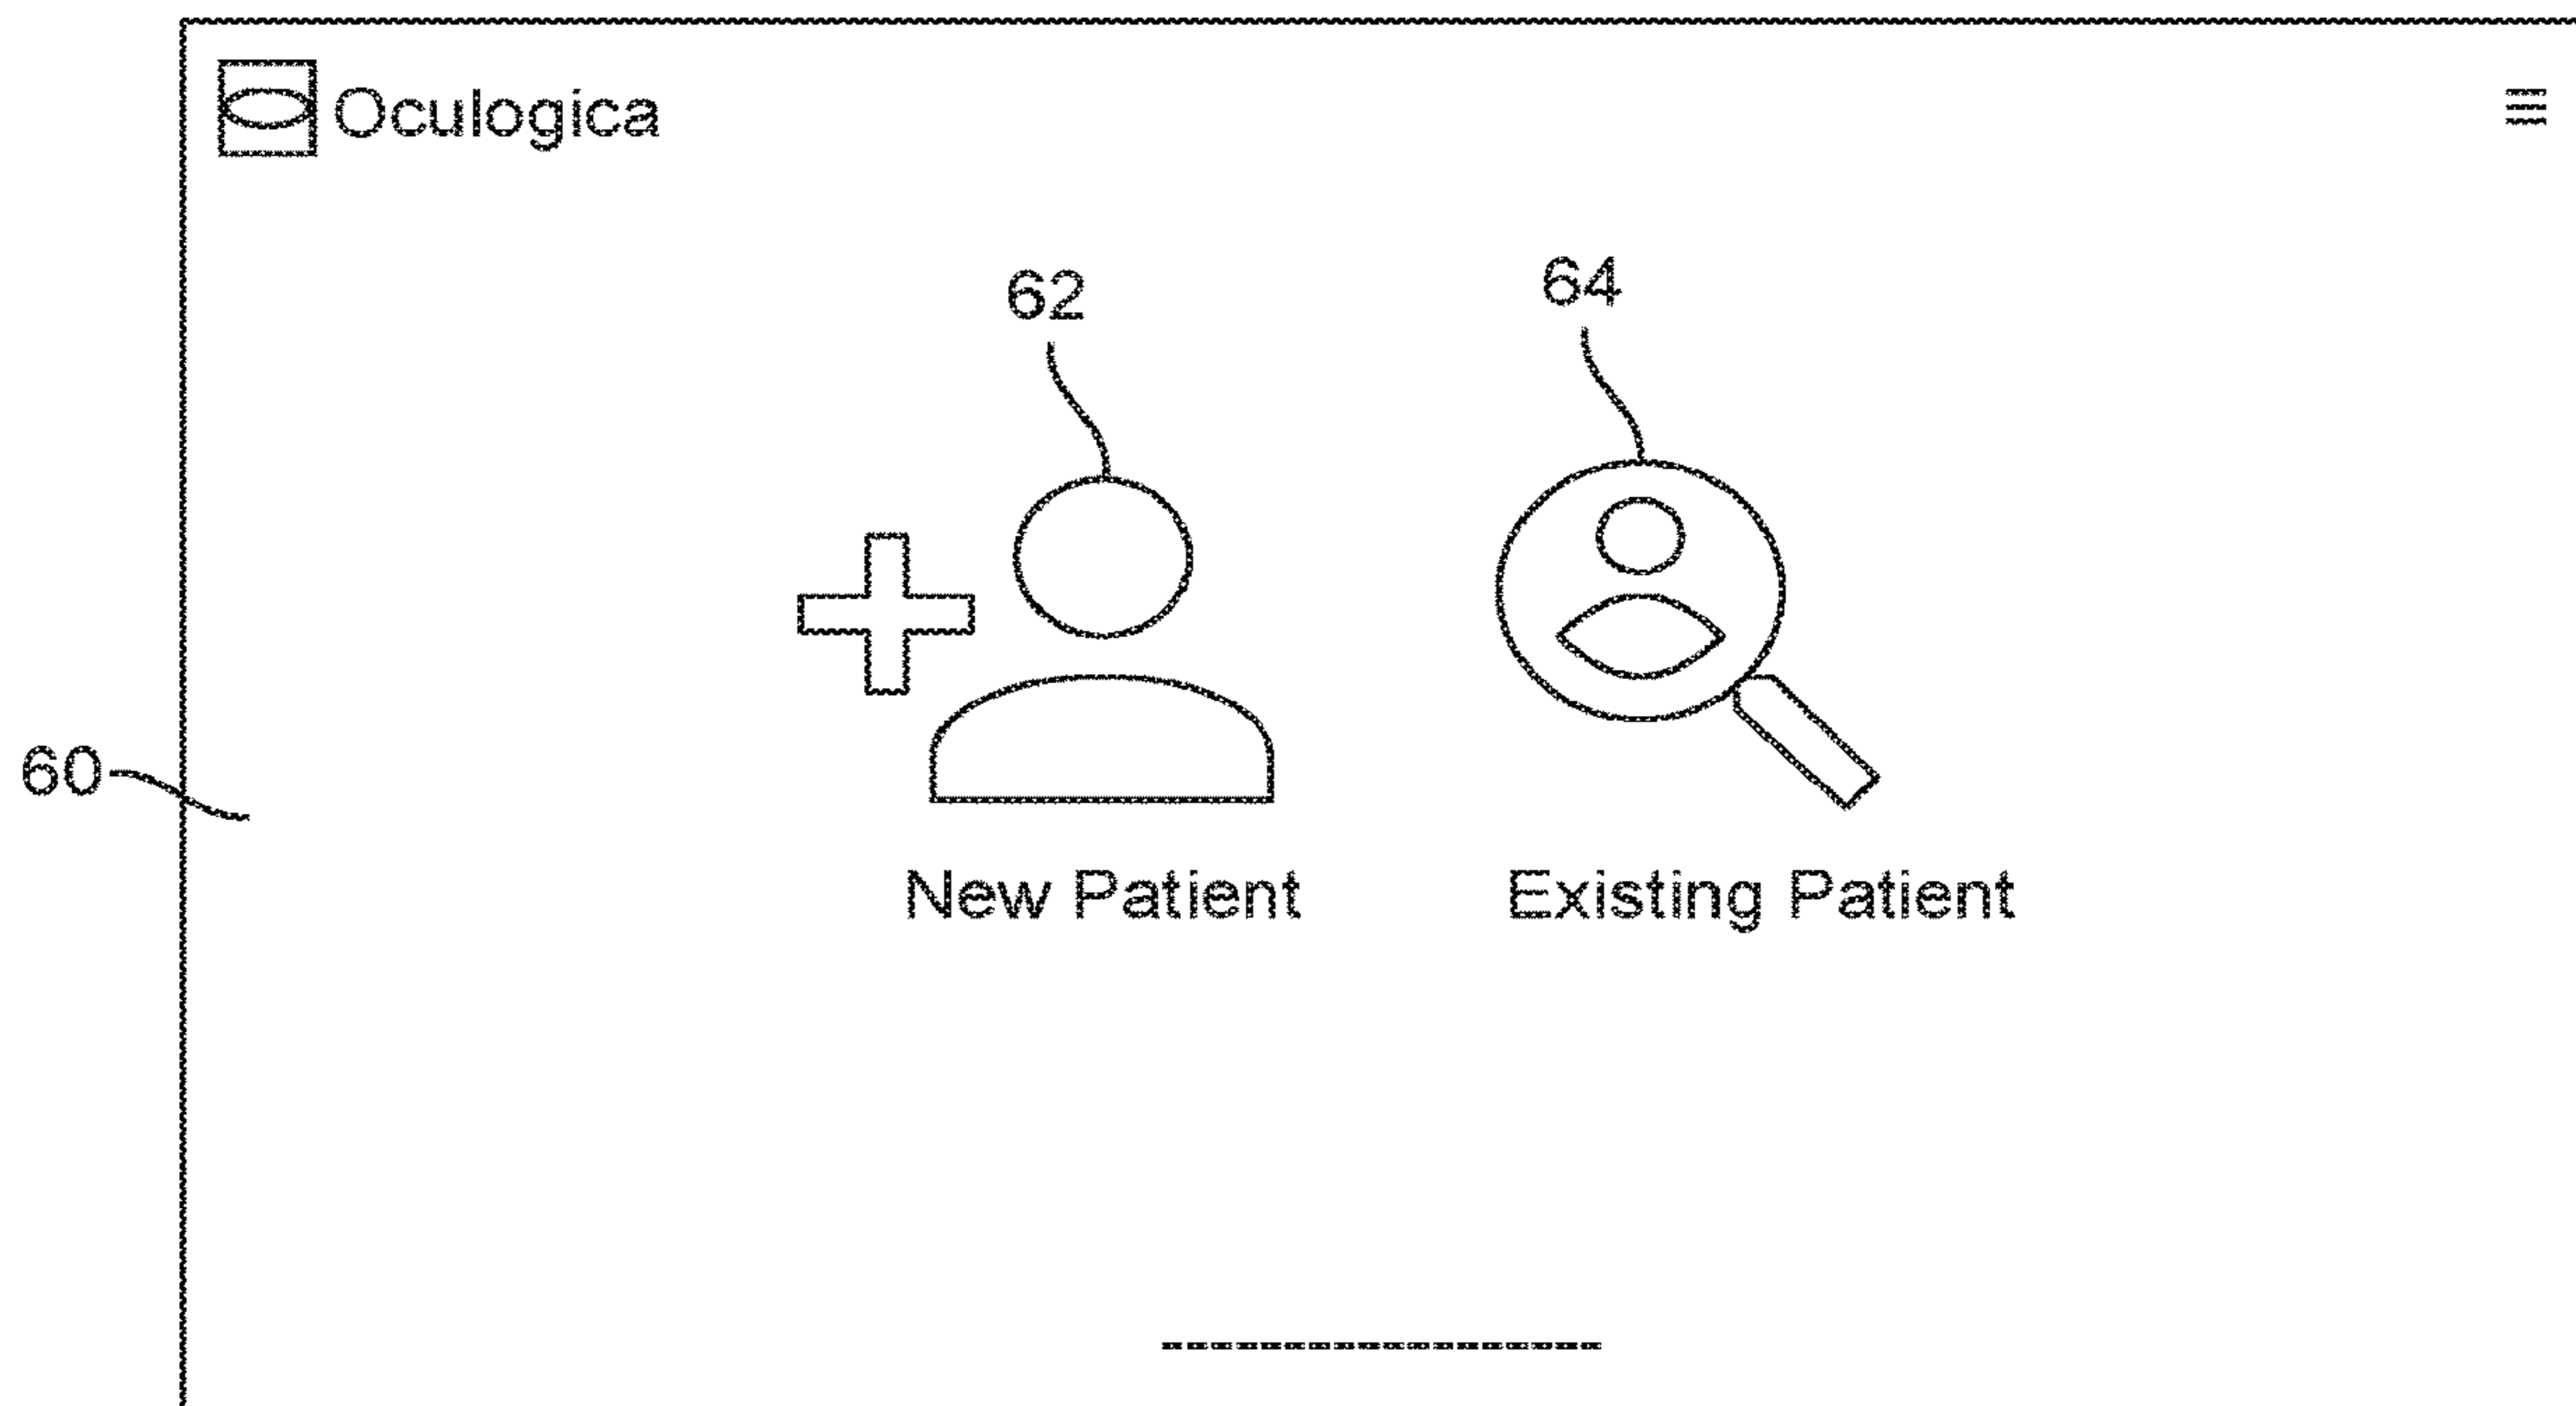 Oculogica
62
64
60
New Patient
Existing Patient